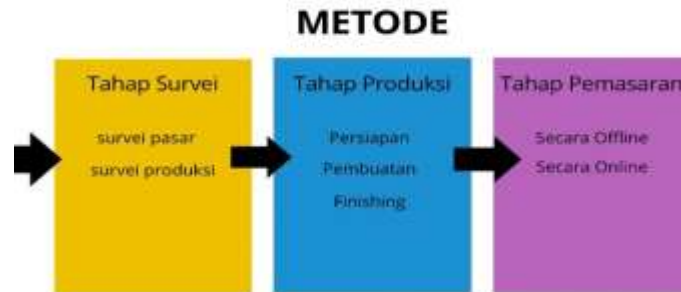 METODE
Tahap Survei
survei pasar
survei produksi
Tahap Produksi
Persiapan
Pembuatan
Finishing
Tahap Pemasaran
Secara Offline
Secara Online